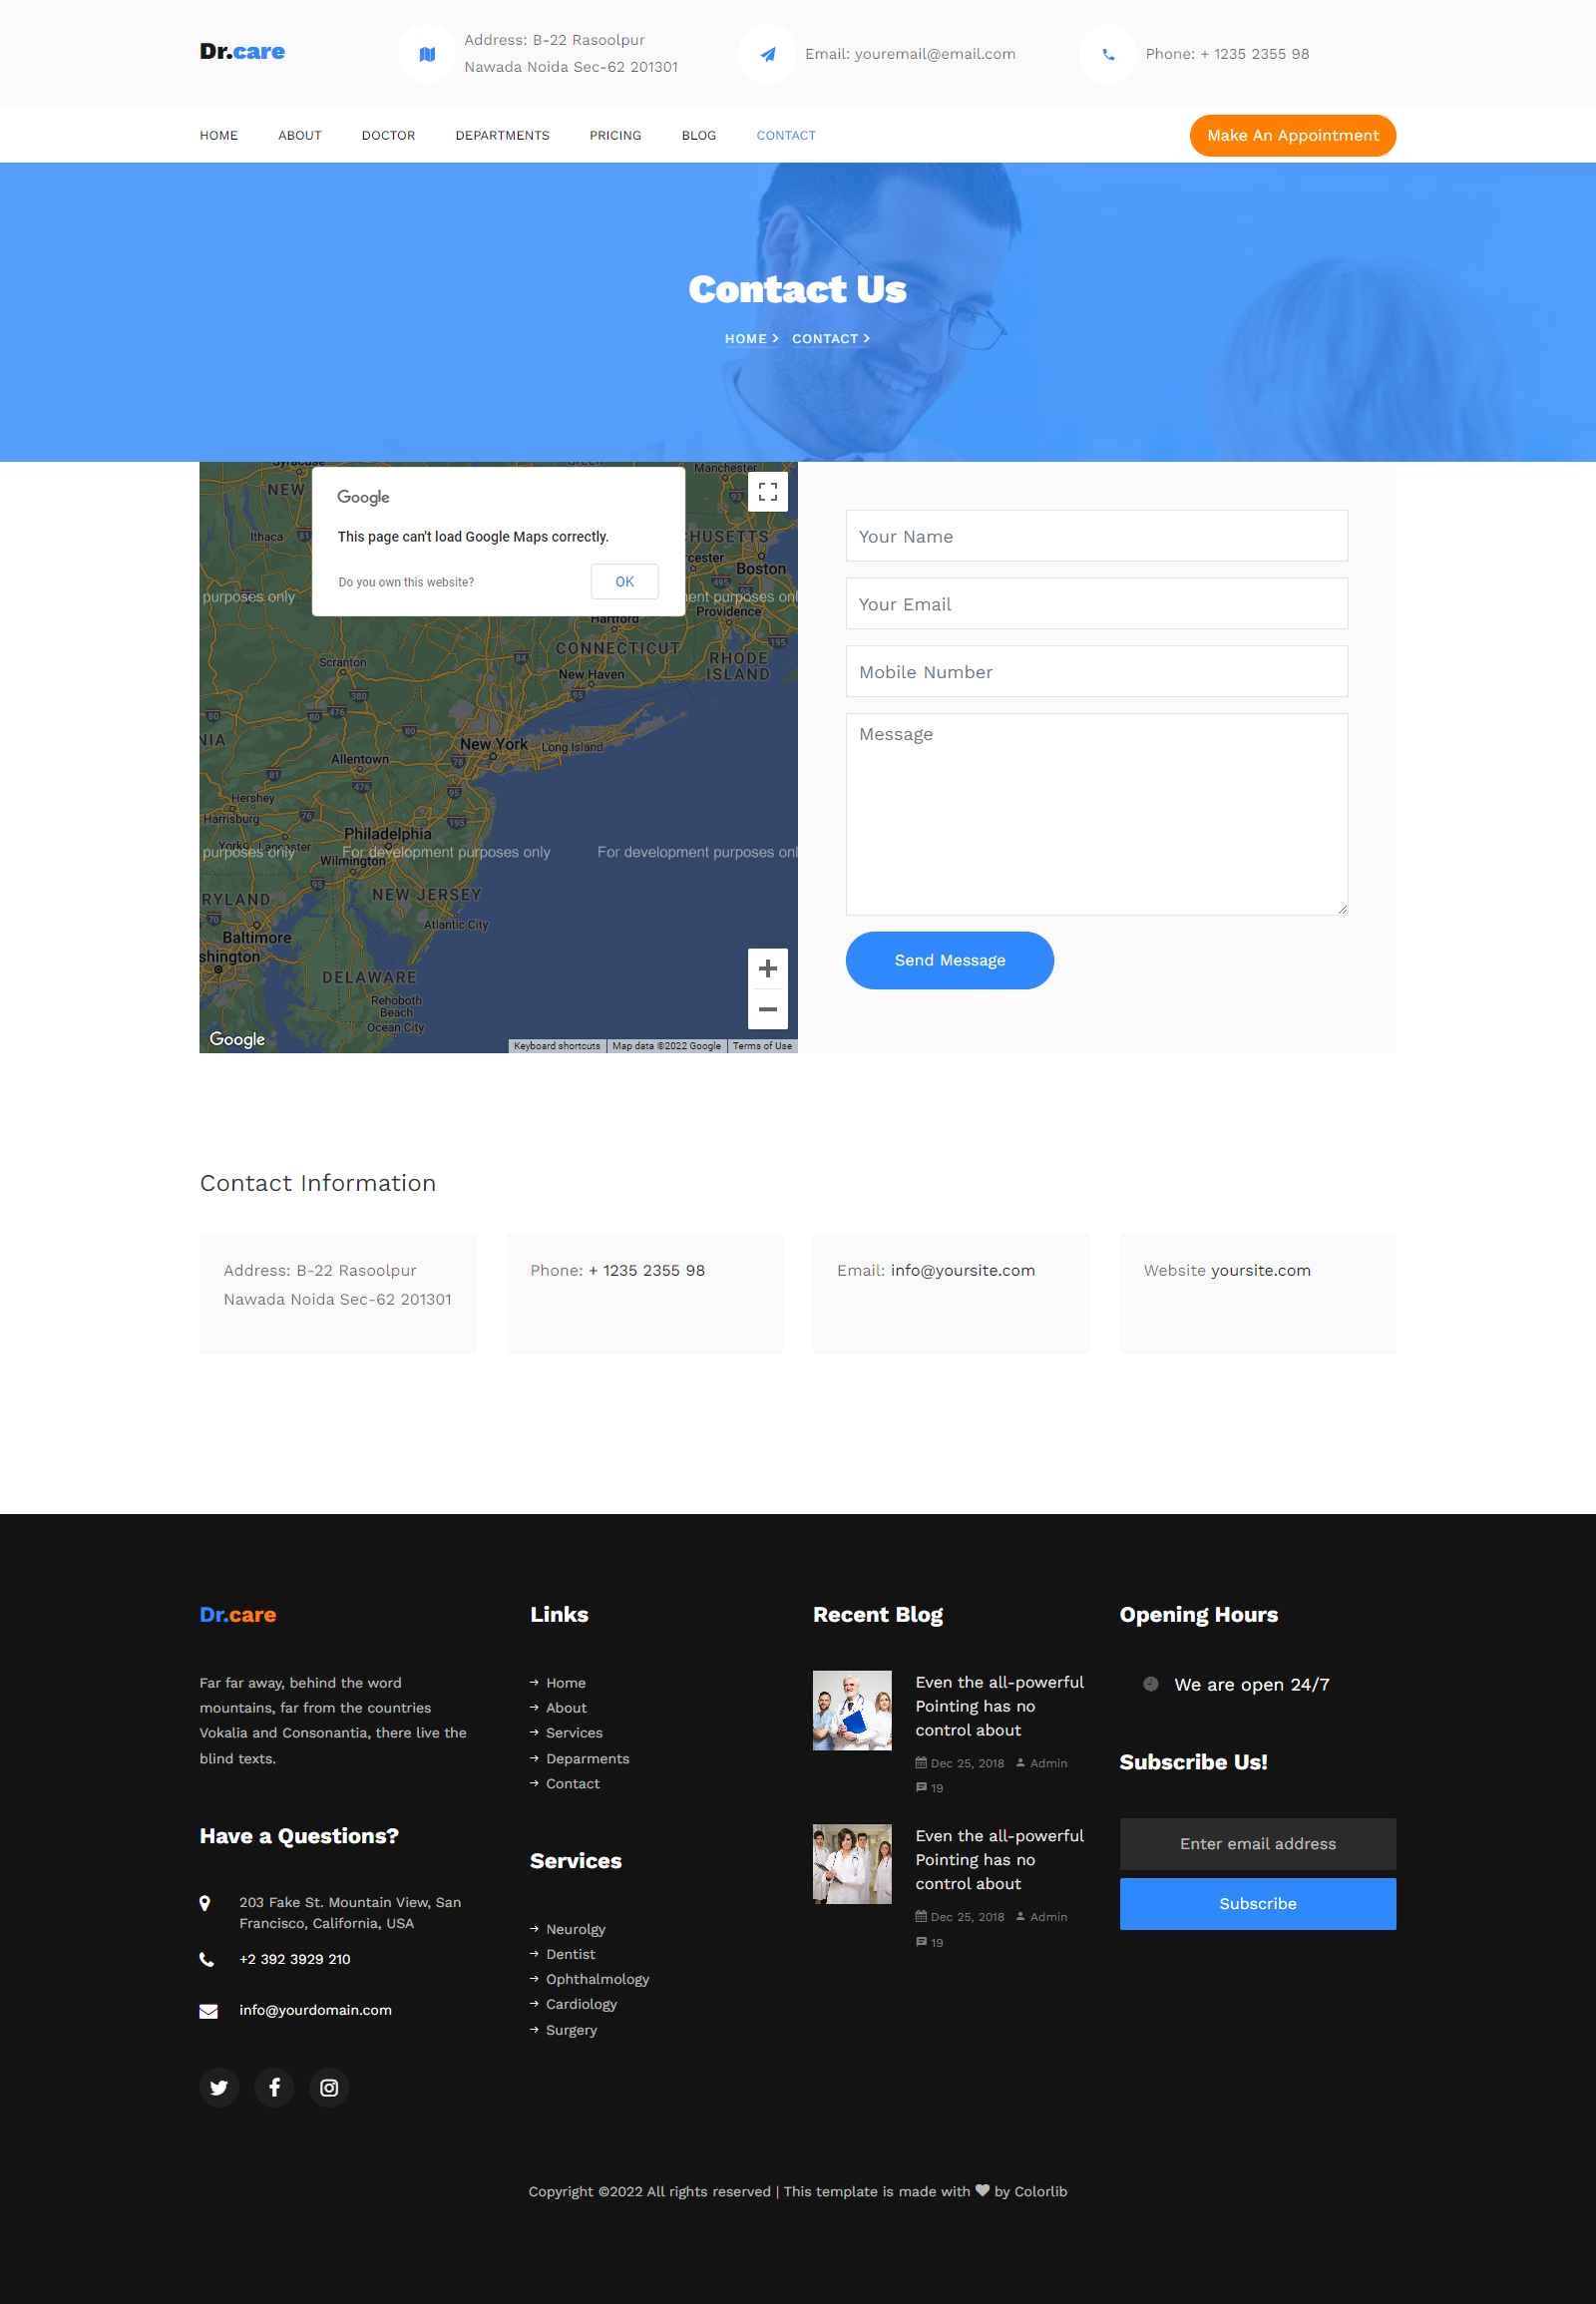 Dr.care
Address: B-22 Rasoolpur
Nawada Noida Sec-62 201301
Email: youremail@email.com
Phone: + 1235 2355 98
HOME
ABOUT
DOCTOR
DEPARTMENTS
PRICING
BLOG
CONTACT
Make An Appointment
Contact Us
HOME
CONTACT
Manchester
NEW
Google
This page can't load Google Maps correctly.
Do you own this website?
OK
Ithaca
Boston
purposes only
Providence
Hartford
CONNECTICUT
RHODE
ISLAND
Scranton
New Haven
New York
Long Island
Allentown
Hershey
Harrisburg
Philadelphia
York
Lancaster
Wilmington
purposes only
For development purposes only
For development purposes onl
NEW JERSEY
Atlantic City
Baltimore
shington
DELAWARE
Rehoboth
Beach
Ocean City
Google
Keyboard shortcuts
Map data ©2022 Google
Terms of Use
Your Name
Your Email
Mobile Number
Message
Send Message
Contact Information
Address: B-22 Rasoolpur
Nawada Noida Sec-62 201301
Phone: + 1235 2355 98
Email: info@yoursite.com
Website yoursite.com
Dr.care
Far far away, behind the word
mountains, far from the countries
Vokalia and Consonantia, there live the
blind texts.
Have a Questions?
203 Fake St. Mountain View, San
Francisco, California, USA
+2 392 3929 210
info@yourdomain.com
Links
Home
About
Services
Deparments
Contact
Services
Neurolgy
Dentist
Ophthalmology
Cardiology
Surgery
Recent Blog
Even the all-powerful
Pointing has no
control about
Dec 25, 2018 Admin
19
Even the all-powerful
Pointing has no
control about
Dec 25, 2018 Admin
19
Opening Hours
We are open 24/7
Subscribe Us!
Enter email address
Subscribe
Copyright ©2022 All rights reserved | This template is made with by Colorlib